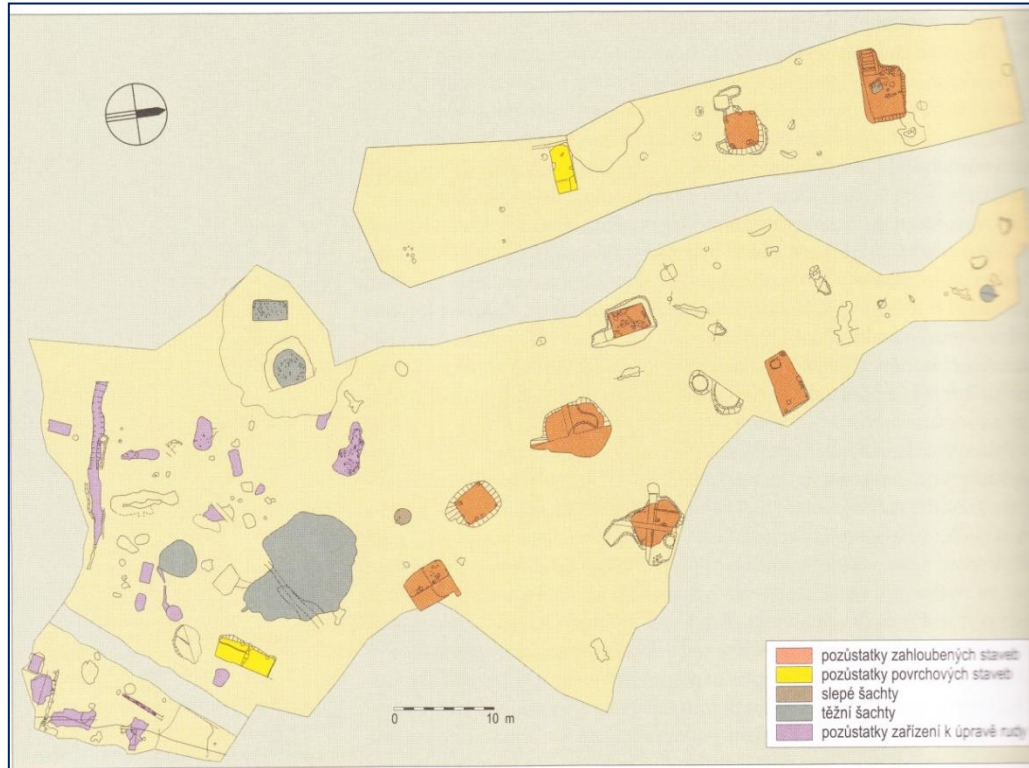 0 10 m
pozůstatky zahloubených staveb
pozůstatky povrchových staveb
slepé šachty
těžní šachty
pozůstatky zařízení k úpravě rudy